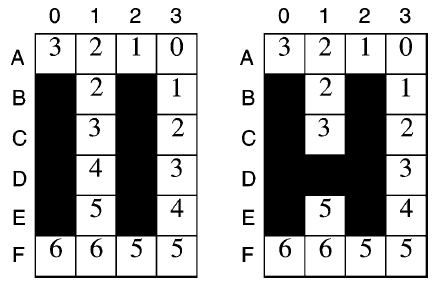 0 1 2 3 0 1 2 3
A 3 2 1 0 A 3 2 1 0
B 2 1 B 2 1
C 3 2 C 3 2
D 4 3 D 3
E 5 4 E 5 4
F 6 6 5 5 F 6 6 5 5